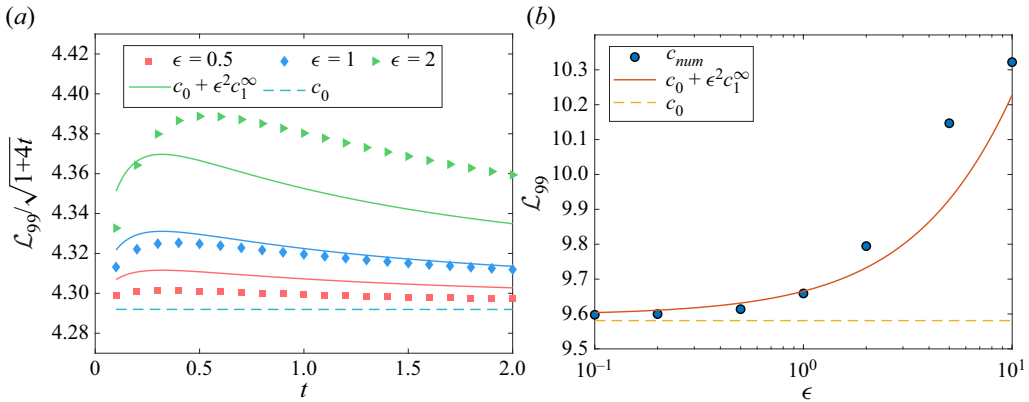 (a)
(b)
4.42
4.40
4.38
4.36
4.34
4.32
4.30
4.28
ℒ₉₉/√1+4t
ϵ = 0.5
ϵ = 1
ϵ = 2
c₀ + ϵ²c₁^∞
c₀
0
0.5
1.0
1.5
2.0
t
10.3
10.2
10.1
10.0
9.9
9.8
9.7
9.6
9.5
ℒ₉₉
c_num
c₀ + ϵ²c₁^∞
c₀
10⁻¹
10⁰
10¹
ϵ